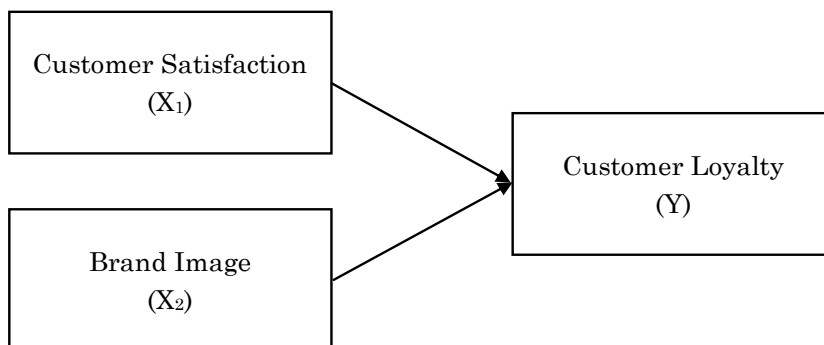 Customer Satisfaction
(X₁)
Customer Loyalty
(Y)
Brand Image
(X₂)